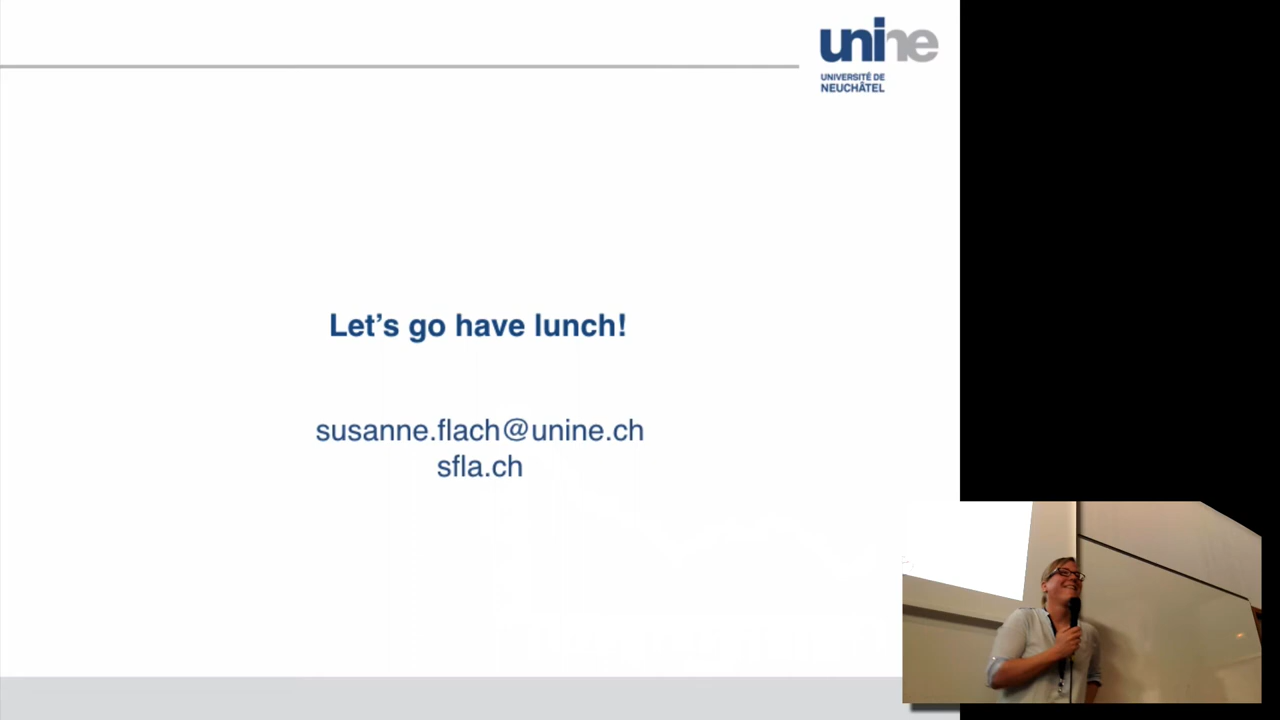 unine
UNIVERSITÉ DE
NEUCHÂTEL
Let's go have lunch!
susanne.flach@unine.ch
sfla.ch